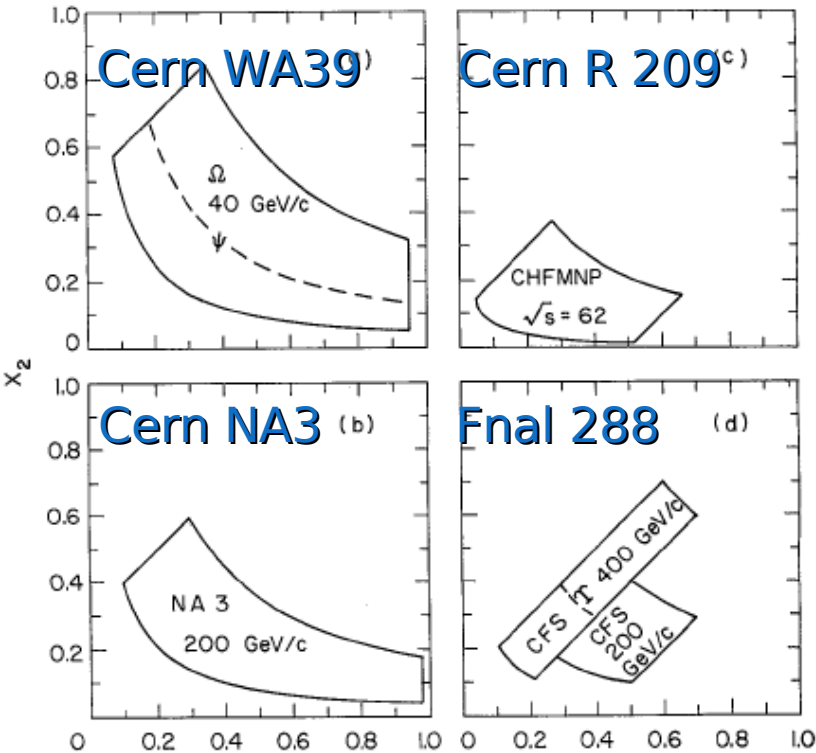 1.0
Cern WA39
0.8
0.6
Ω
40 GeV/c
0.4
ψ
0.2
0
Cern R 209
(c)
CHFMNP
√s = 62
X₂
1.0
Cern NA3
(b)
0.8
0.6
0.4
NA 3
200 GeV/c
0.2
0 0.2 0.4 0.6 0.8 1.0
Fnal 288
(d)
CFS ϒ 400 GeV/c
CFS
200
GeV/c
0 0.2 0.4 0.6 0.8 1.0